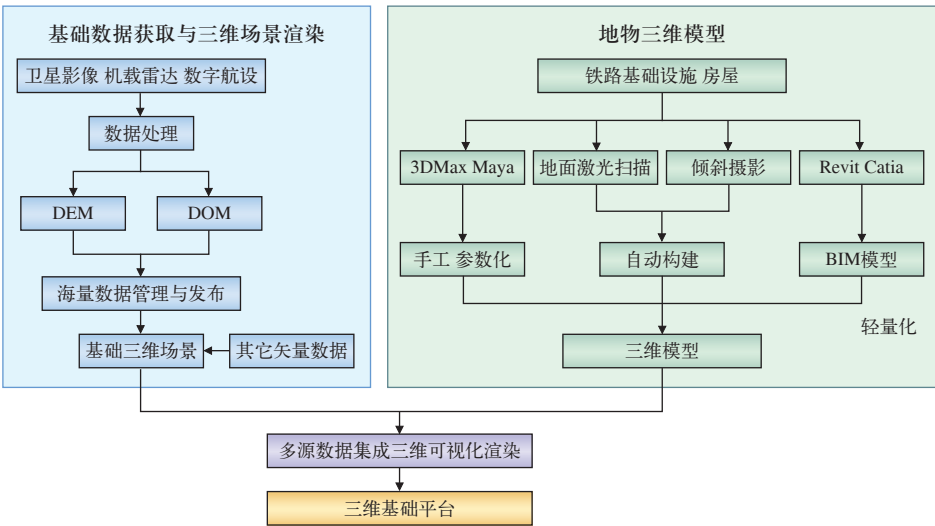 基础数据获取与三维场景渲染
卫星影像 机载雷达 数字航设
数据处理
DEM
DOM
海量数据管理与发布
基础三维场景
其它矢量数据
地物三维模型
铁路基础设施 房屋
3DMax Maya
地面激光扫描
倾斜摄影
Revit Catia
手工 参数化
自动构建
BIM模型
轻量化
三维模型
多源数据集成三维可视化渲染
三维基础平台